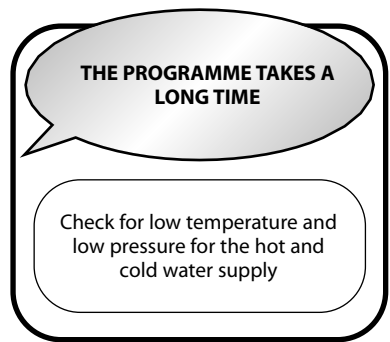 THE PROGRAMME TAKES A
LONG TIME
Check for low temperature and
low pressure for the hot and
cold water supply